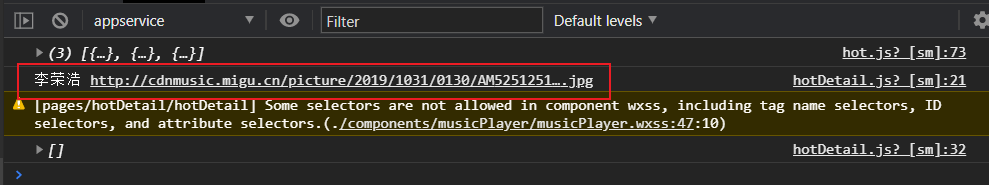 appservice Filter Default levels
(3) [{…}, {…}, {…}] hot.js? [sm]:73
李荣浩 http://cdnmusic.migu.cn/picture/2019/1031/0130/AM5251251….jpg hotDetail.js? [sm]:21
[pages/hotDetail/hotDetail] Some selectors are not allowed in component wxss, including tag name selectors, ID
selectors, and attribute selectors.(./components/musicPlayer/musicPlayer.wxss:47:10)
[] hotDetail.js? [sm]:32